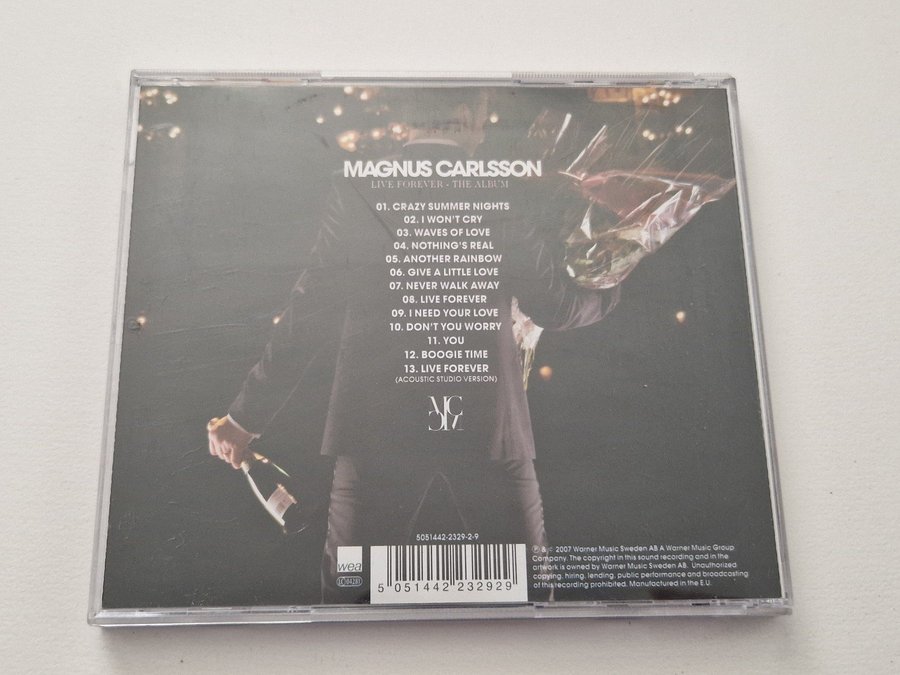 MAGNUS CARLSSON
LIVE FOREVER - THE ALBUM
01. CRAZY SUMMER NIGHTS
02. I WON'T CRY
03. WAVES OF LOVE
04. NOTHING'S REAL
05. ANOTHER RAINBOW
06. GIVE A LITTLE LOVE
07. NEVER WALK AWAY
08. LIVE FOREVER
09. I NEED YOUR LOVE
10. DON'T YOU WORRY
11. YOU
12. BOOGIE TIME
13. LIVE FOREVER
(ACOUSTIC STUDIO VERSION)
MC
5051442-2329-2-9
wea
LC 04281
5 051442 232929
℗ & © 2007 Warner Music Sweden AB A Warner Music Group
Company. The copyright in this sound recording and in the
artwork is owned by Warner Music Sweden AB. Unauthorized
copying, hiring, lending, public performance and broadcasting
of this recording prohibited. Manufactured in the E.U.